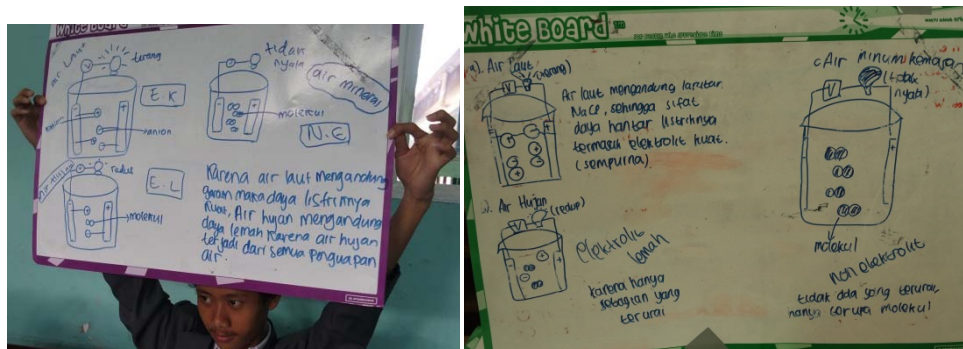 White Board
air Laut
terang
E.K
anion
tidak
nyala
air mineral
molekul
N.E
air Hujan
redup
E.L
molekul
Karena air laut mengandung
garam maka daya listriknya
kuat, Air hujan mengandung
daya lemah karena air hujan
terjadi dari semua penguapan
air.
White Board
a). Air laut
(terang)
Air laut mengandung larutan
NaCl, sehingga sifat
daya hantar listriknya
termasuk elektrolit kuat.
(sempurna)
Air Hujan
(redup)
elektrolit
lemah
karena hanya
sebagian yang
terurai
c. Air minum kemasan
(tidak
nyala)
V
molekul
non elektrolit
tidak ada yang terurai,
hanya berupa molekul